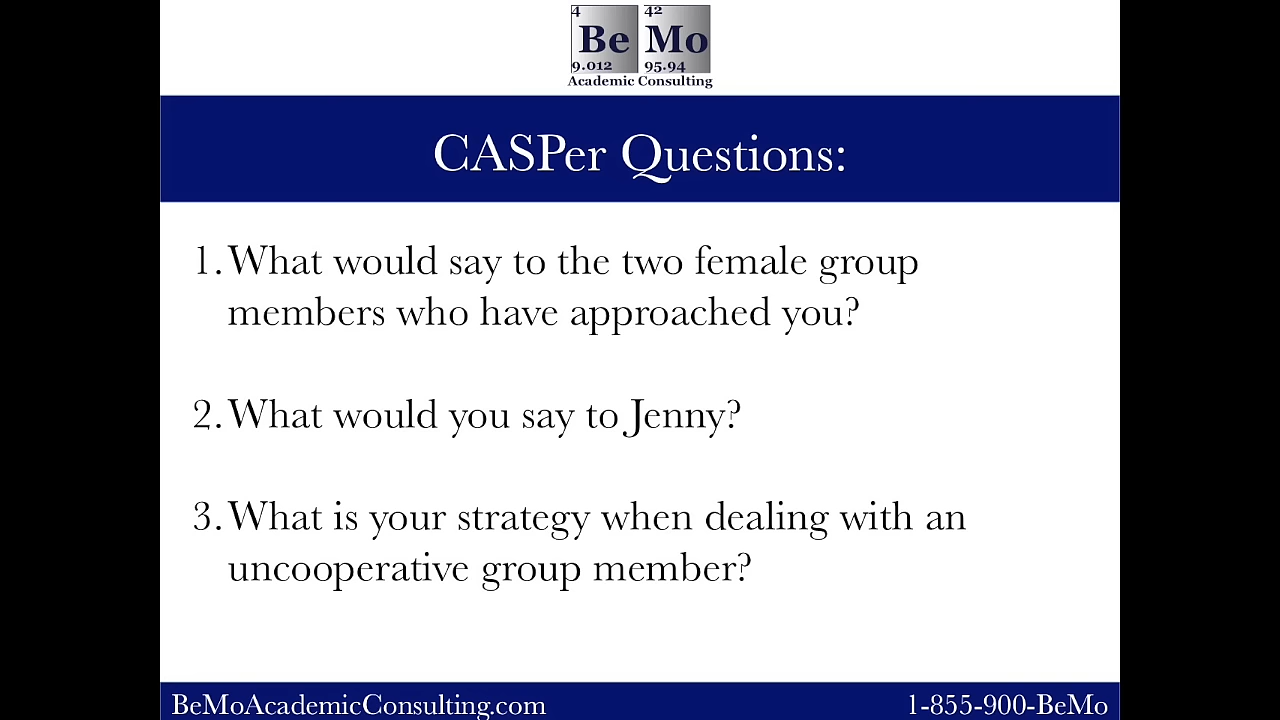 4 42
Be Mo
9.012 95.94
Academic Consulting
CASPer Questions:
1. What would say to the two female group
members who have approached you?
2. What would you say to Jenny?
3. What is your strategy when dealing with an
uncooperative group member?
BeMoAcademicConsulting.com 1-855-900-BeMo